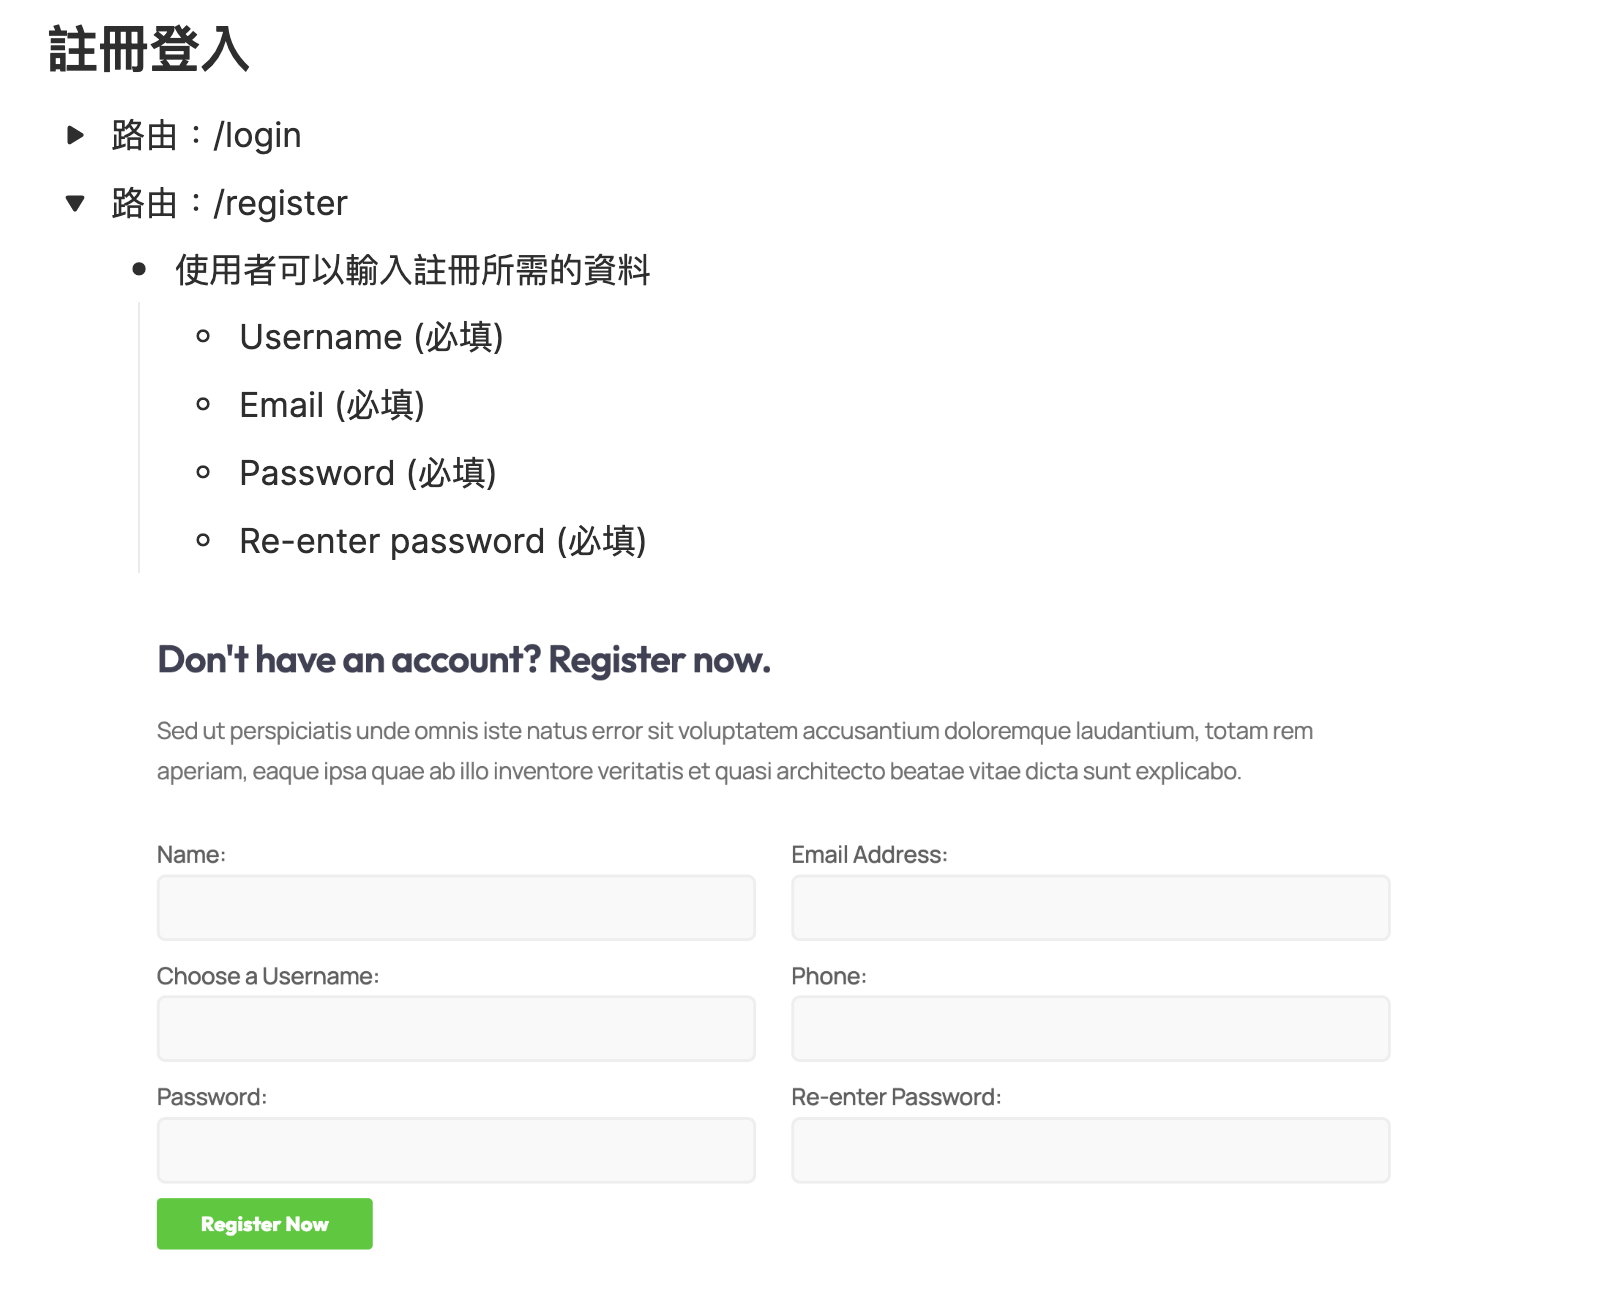 註冊登入
路由：/login
路由：/register
使用者可以輸入註冊所需的資料
Username (必填)
Email (必填)
Password (必填)
Re-enter password (必填)
Don't have an account? Register now.
Sed ut perspiciatis unde omnis iste natus error sit voluptatem accusantium doloremque laudantium, totam rem
aperiam, eaque ipsa quae ab illo inventore veritatis et quasi architecto beatae vitae dicta sunt explicabo.
Name:
Email Address:
Choose a Username:
Phone:
Password:
Re-enter Password:
Register Now